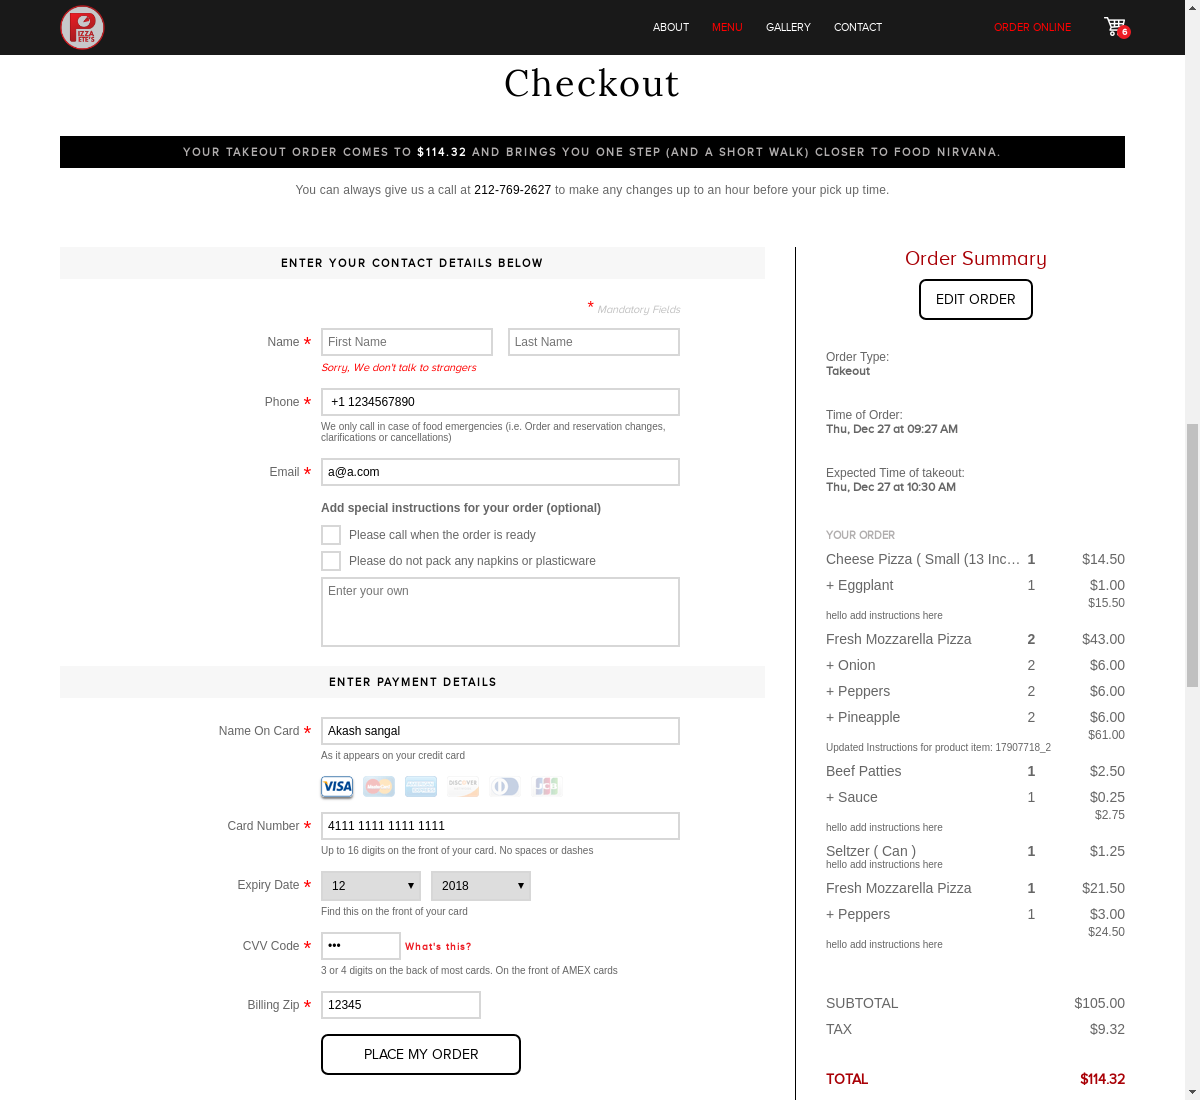 PIZZA PETE'S
ABOUT MENU GALLERY CONTACT ORDER ONLINE 6
Checkout
YOUR TAKEOUT ORDER COMES TO $114.32 AND BRINGS YOU ONE STEP (AND A SHORT WALK) CLOSER TO FOOD NIRVANA.
You can always give us a call at 212-769-2627 to make any changes up to an hour before your pick up time.
ENTER YOUR CONTACT DETAILS BELOW
* Mandatory Fields
Name * First Name Last Name
Sorry, We don't talk to strangers
Phone * +1 1234567890
We only call in case of food emergencies (i.e. Order and reservation changes,
clarifications or cancellations)
Email * a@a.com
Add special instructions for your order (optional)
Please call when the order is ready
Please do not pack any napkins or plasticware
Enter your own
ENTER PAYMENT DETAILS
Name On Card * Akash sangal
As it appears on your credit card
VISA MasterCard AMERICAN EXPRESS DISCOVER JCB
Card Number * 4111 1111 1111 1111
Up to 16 digits on the front of your card. No spaces or dashes
Expiry Date * 12 2018
Find this on the front of your card
CVV Code * ••• What's this?
3 or 4 digits on the back of most cards. On the front of AMEX cards
Billing Zip * 12345
PLACE MY ORDER
Order Summary
EDIT ORDER
Order Type:
Takeout
Time of Order:
Thu, Dec 27 at 09:27 AM
Expected Time of takeout:
Thu, Dec 27 at 10:30 AM
YOUR ORDER
Cheese Pizza ( Small (13 Inc… 1 $14.50
+ Eggplant 1 $1.00
$15.50
hello add instructions here
Fresh Mozzarella Pizza 2 $43.00
+ Onion 2 $6.00
+ Peppers 2 $6.00
+ Pineapple 2 $6.00
$61.00
Updated Instructions for product item: 17907718_2
Beef Patties 1 $2.50
+ Sauce 1 $0.25
$2.75
hello add instructions here
Seltzer ( Can ) 1 $1.25
hello add instructions here
Fresh Mozzarella Pizza 1 $21.50
+ Peppers 1 $3.00
$24.50
hello add instructions here
SUBTOTAL $105.00
TAX $9.32
TOTAL $114.32